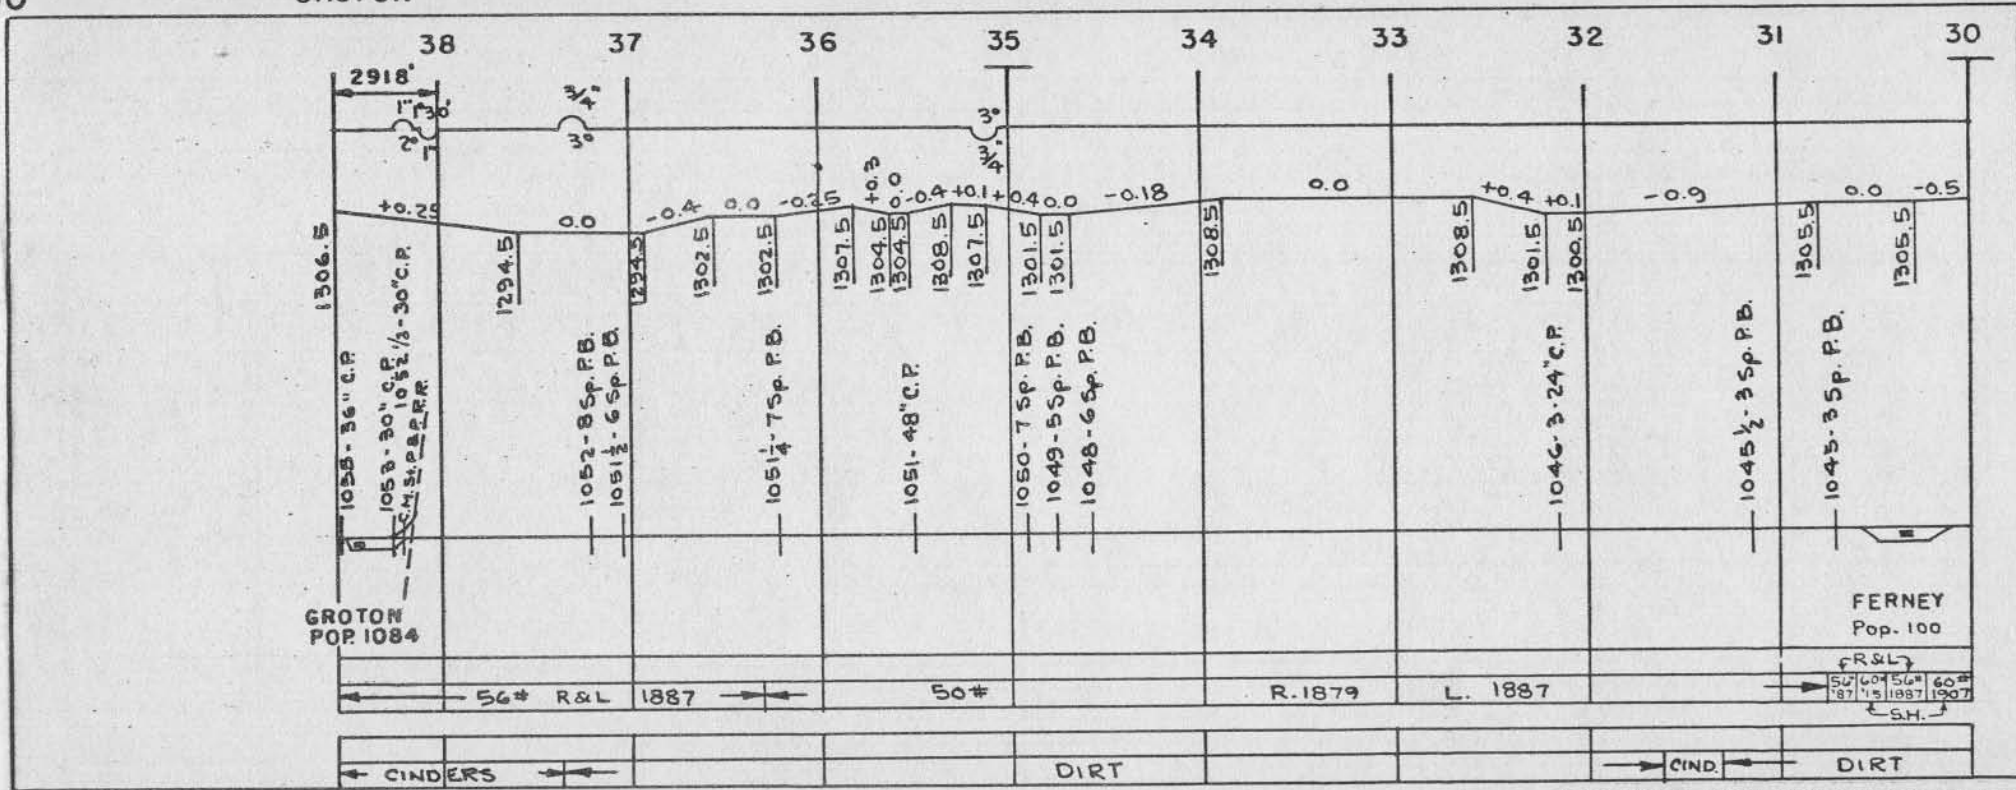 38 37 36 35 34 33 32 31 30
2918'
1° 1°30"
2° 1"
3/4"
3°
3°
3/4"
+0.25 0.0 -0.4 0.0 -0.25 +0.3 0.0 -0.4 +0.1 +0.4 0.0 -0.18 0.0 +0.4 +0.1 -0.9 0.0 -0.5
1306.5
1294.5
1294.5
1302.5
1302.5
1307.5
1304.5
1304.5
1308.5
1307.5
1301.5
1301.5
1308.5
1308.5
1301.5
1300.5
1305.5
1305.5
1053-30" C.P.
1052 1/3-30" C.P.
C.M.St.P.&P.R.R.
1052-8 Sp. P.B.
1051 1/2-6 Sp. P.B.
1051 1/4-7 Sp. P.B.
1051-48" C.P.
1050-7 Sp. P.B.
1049-5 Sp. P.B.
1048-6 Sp. P.B.
1046-3-24" C.P.
1045 1/2-3 Sp. P.B.
1045-3 Sp. P.B.
GROTON
POP. 1084
FERNEY
Pop. 100
R&L
56# R&L 1887 50# R. 1879 L. 1887
56# 60# 56# 60#
'87 '15 1887 1907
S.H.
CINDERS DIRT CIND. DIRT